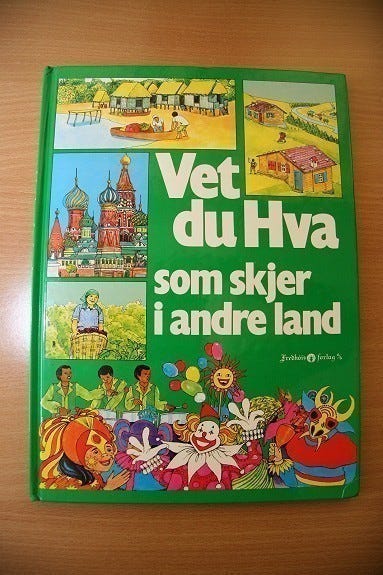 Vet
du Hva
som skjer
i andre land
Fredhøis forlag a/s